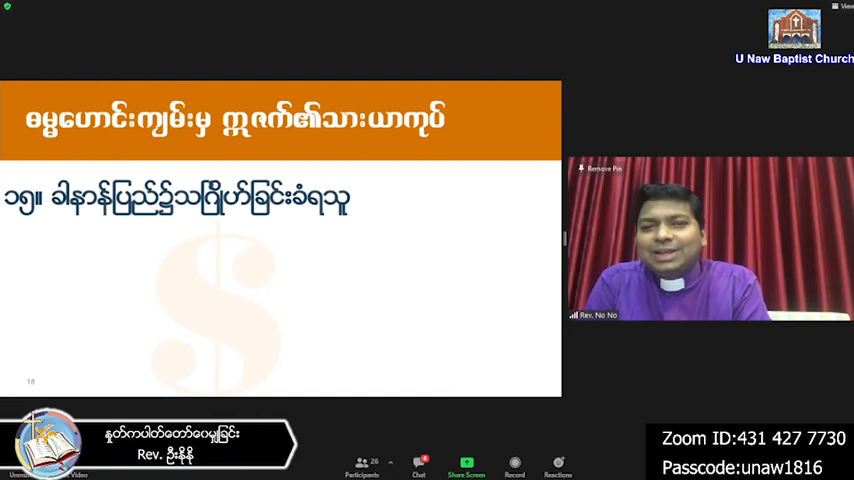 View
U Naw Baptist Church
ဓမ္မဟောင်းကျမ်းမှ ဣဇက်၏သားယာကုပ်
၁၅။ ခါနာန်ပြည်၌သင်္ဂြိုဟ်ခြင်းခံရသူ
Remove Pin
Rev. No No
18
နှုတ်ကပါတ်တော်ဝေမျှခြင်း
Rev. ဦးနိုနို
Video
26
Participants
4
Chat
Share Screen
Record
Reactions
Zoom ID:431 427 7730
Passcode:unaw1816